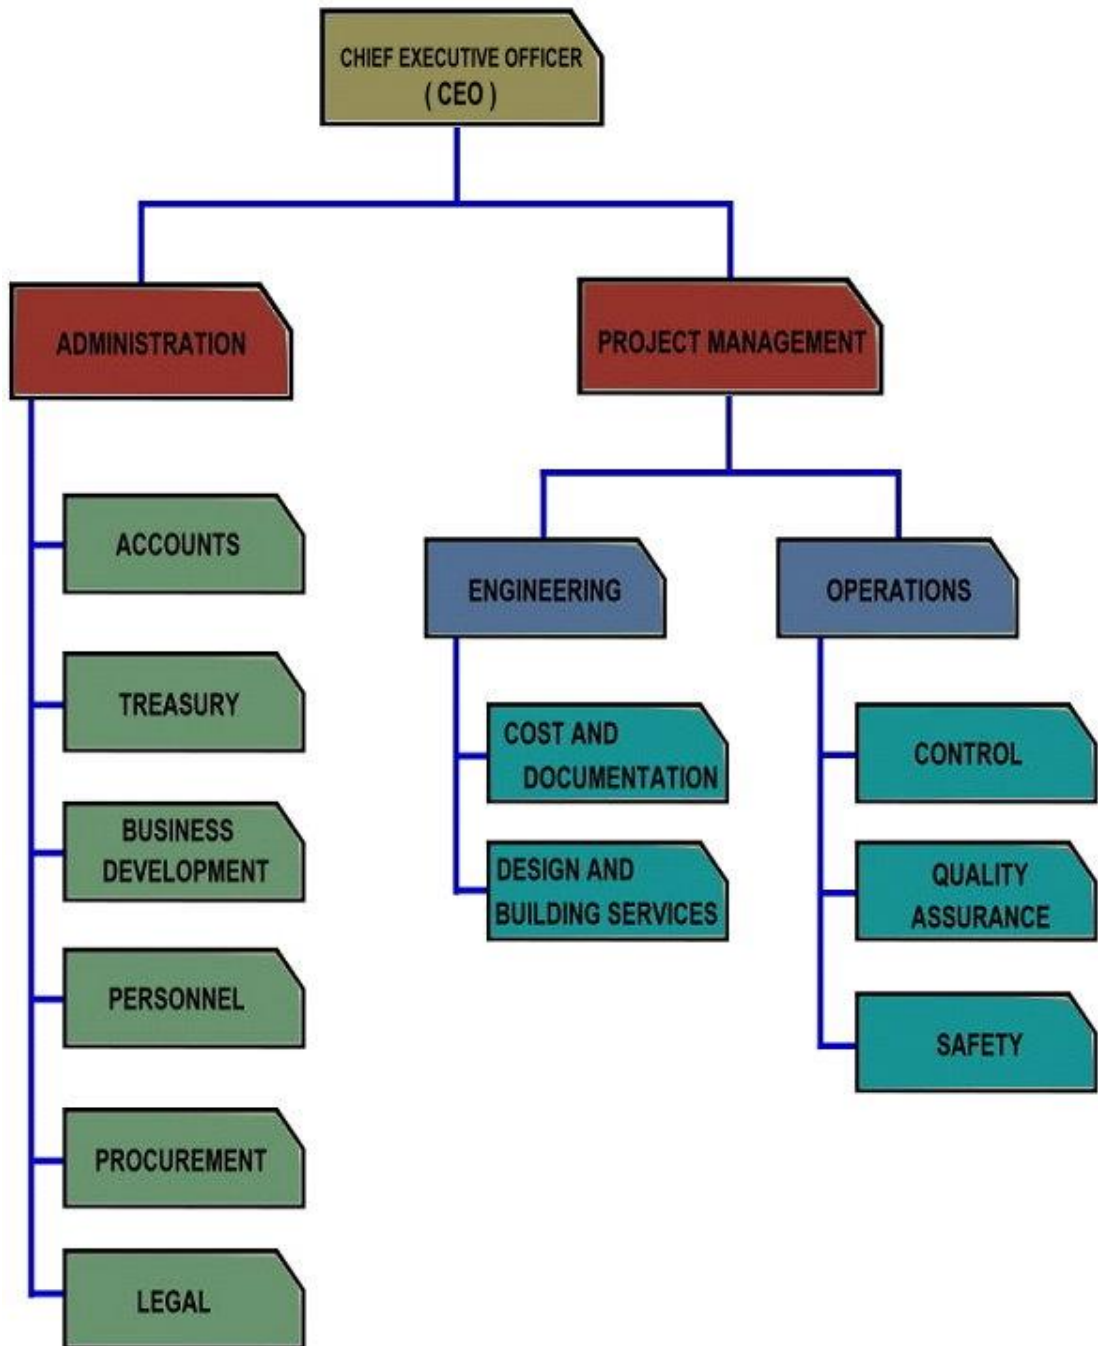 CHIEF EXECUTIVE OFFICER
( CEO )
ADMINISTRATION
PROJECT MANAGEMENT
ACCOUNTS
TREASURY
BUSINESS
DEVELOPMENT
PERSONNEL
PROCUREMENT
LEGAL
ENGINEERING
COST AND
DOCUMENTATION
DESIGN AND
BUILDING SERVICES
OPERATIONS
CONTROL
QUALITY
ASSURANCE
SAFETY